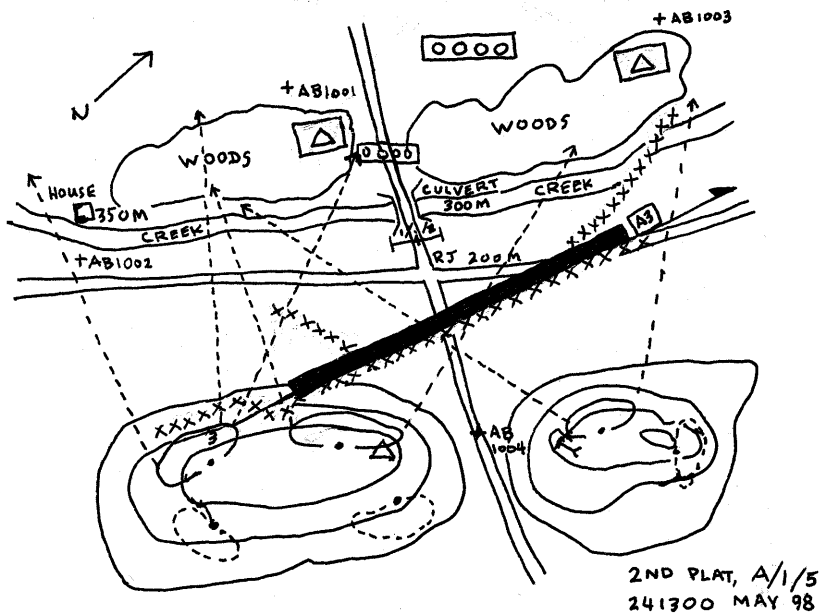 + AB1003
+ AB1001
N
WOODS
WOODS
HOUSE
350M
CULVERT
300M
CREEK
CREEK
A3
+AB1002
RJ 200M
3
AB
1004
2ND PLAT, A/1/5
241300 MAY 98